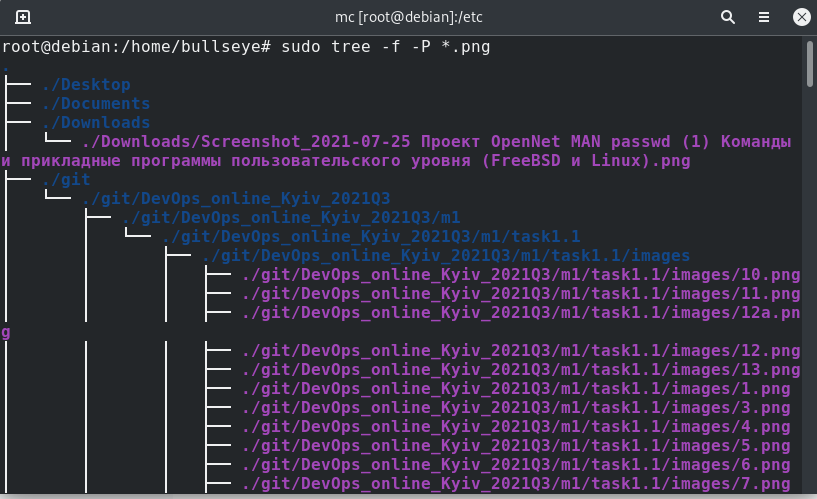 mc [root@debian]:/etc
root@debian:/home/bullseye# sudo tree -f -P *.png
.
├── ./Desktop
├── ./Documents
├── ./Downloads
│   └── ./Downloads/Screenshot_2021-07-25 Проект OpenNet MAN passwd (1) Команды
и прикладные программы пользовательского уровня (FreeBSD и Linux).png
├── ./git
│   └── ./git/DevOps_online_Kyiv_2021Q3
│       ├── ./git/DevOps_online_Kyiv_2021Q3/m1
│       │   └── ./git/DevOps_online_Kyiv_2021Q3/m1/task1.1
│       │       ├── ./git/DevOps_online_Kyiv_2021Q3/m1/task1.1/images
│       │       │   ├── ./git/DevOps_online_Kyiv_2021Q3/m1/task1.1/images/10.png
│       │       │   ├── ./git/DevOps_online_Kyiv_2021Q3/m1/task1.1/images/11.png
│       │       │   ├── ./git/DevOps_online_Kyiv_2021Q3/m1/task1.1/images/12a.pn
g
│       │       │   ├── ./git/DevOps_online_Kyiv_2021Q3/m1/task1.1/images/12.png
│       │       │   ├── ./git/DevOps_online_Kyiv_2021Q3/m1/task1.1/images/13.png
│       │       │   ├── ./git/DevOps_online_Kyiv_2021Q3/m1/task1.1/images/1.png
│       │       │   ├── ./git/DevOps_online_Kyiv_2021Q3/m1/task1.1/images/3.png
│       │       │   ├── ./git/DevOps_online_Kyiv_2021Q3/m1/task1.1/images/4.png
│       │       │   ├── ./git/DevOps_online_Kyiv_2021Q3/m1/task1.1/images/5.png
│       │       │   ├── ./git/DevOps_online_Kyiv_2021Q3/m1/task1.1/images/6.png
│       │       │   ├── ./git/DevOps_online_Kyiv_2021Q3/m1/task1.1/images/7.png